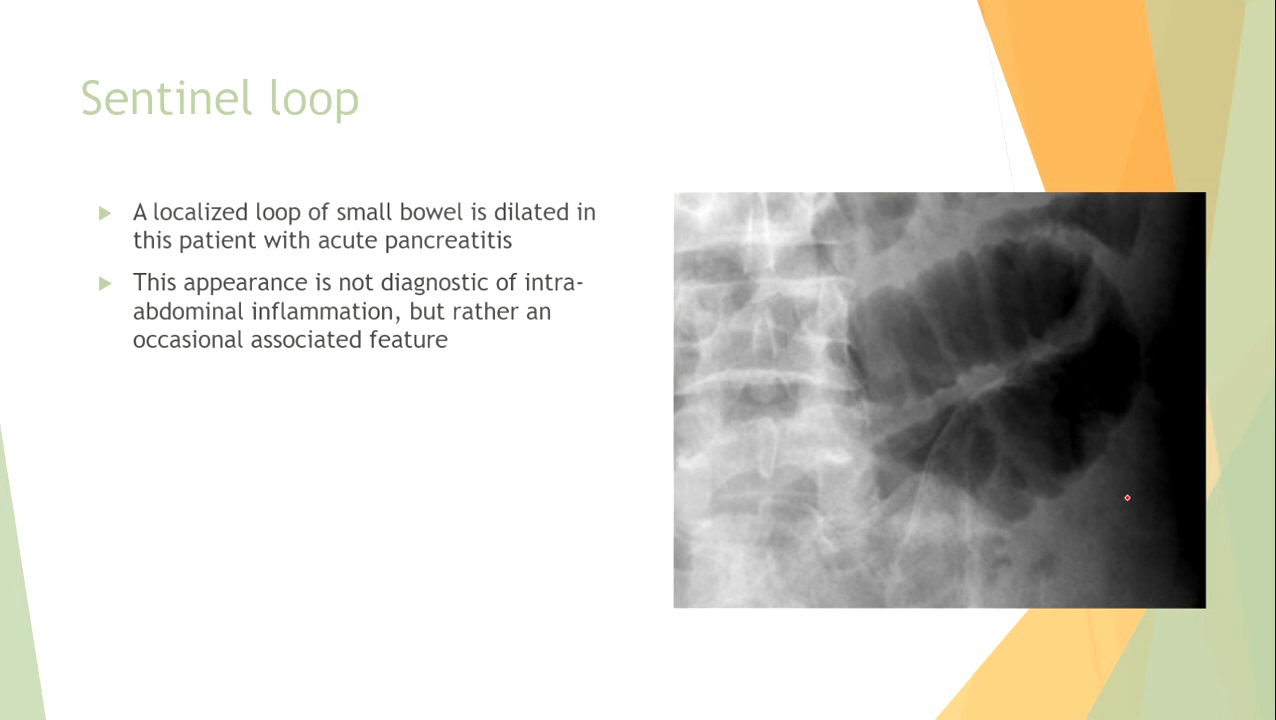 Sentinel loop
A localized loop of small bowel is dilated in
this patient with acute pancreatitis
This appearance is not diagnostic of intra-
abdominal inflammation, but rather an
occasional associated feature